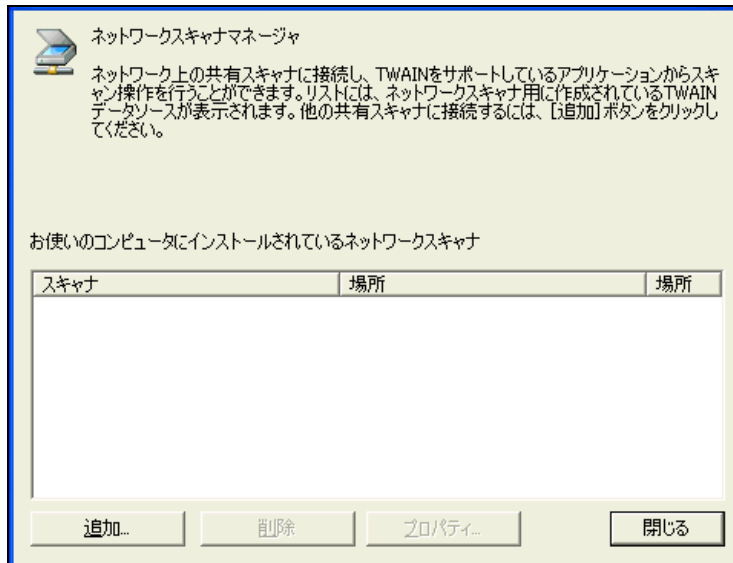 ネットワークスキャナマネージャ
ネットワーク上の共有スキャナに接続し、TWAINをサポートしているアプリケーションからスキ
ャン操作を行うことができます。リストには、ネットワークスキャナ用に作成されているTWAIN
データソースが表示されます。他の共有スキャナに接続するには、[追加]ボタンをクリックし
てください。
お使いのコンピュータにインストールされているネットワークスキャナ
スキャナ 場所 場所
追加... 削除 プロパティ... 閉じる